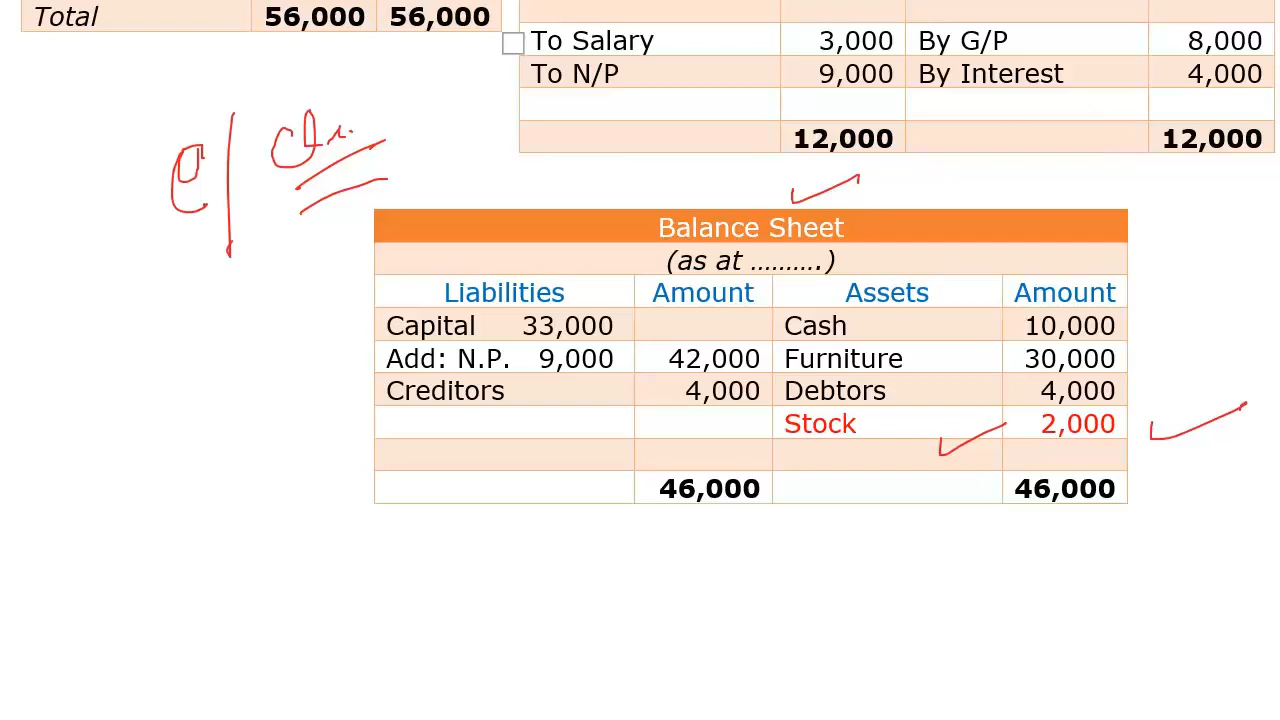 Total 56,000 56,000
To Salary 3,000 By G/P 8,000
To N/P 9,000 By Interest 4,000
12,000 12,000
Balance Sheet
(as at ……….)
Liabilities Amount Assets Amount
Capital 33,000 Cash 10,000
Add: N.P. 9,000 42,000 Furniture 30,000
Creditors 4,000 Debtors 4,000
Stock 2,000
46,000 46,000